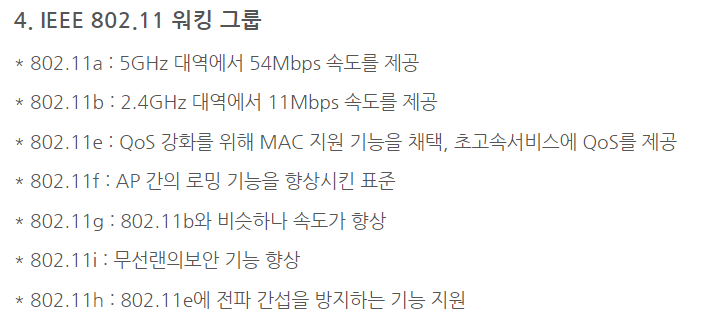 4. IEEE 802.11 워킹 그룹
* 802.11a : 5GHz 대역에서 54Mbps 속도를 제공
* 802.11b : 2.4GHz 대역에서 11Mbps 속도를 제공
* 802.11e : QoS 강화를 위해 MAC 지원 기능을 채택, 초고속서비스에 QoS를 제공
* 802.11f : AP 간의 로밍 기능을 향상시킨 표준
* 802.11g : 802.11b와 비슷하나 속도가 향상
* 802.11i : 무선랜의보안 기능 향상
* 802.11h : 802.11e에 전파 간섭을 방지하는 기능 지원